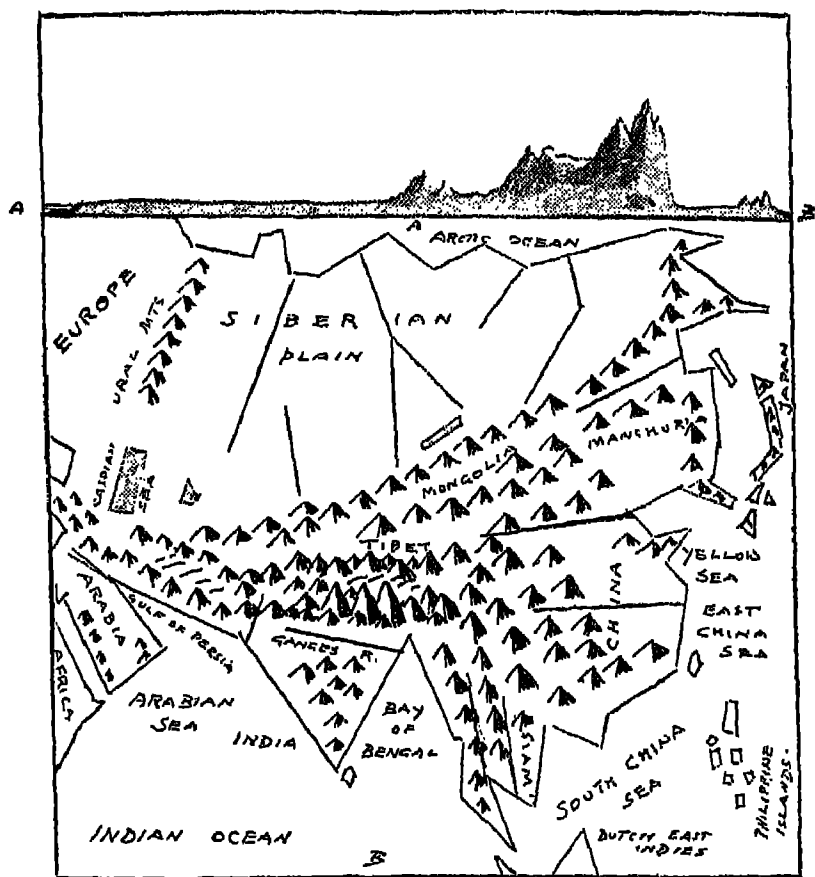 A
A
ARCTIC OCEAN
EUROPE
URAL MTS
SIBERIAN
PLAIN
JAPAN
MANCHURIA
MONGOLIA
CASPIAN
SEA
TIBET
YELLOW
SEA
CHINA
EAST
CHINA
SEA
ARABIA
GULF OF PERSIA
GANGES R.
AFRICA
ARABIAN
SEA
INDIA
BAY
OF
BENGAL
SIAM
SOUTH CHINA
SEA
PHILIPPINE
ISLANDS.
INDIAN OCEAN
B
DUTCH EAST
INDIES